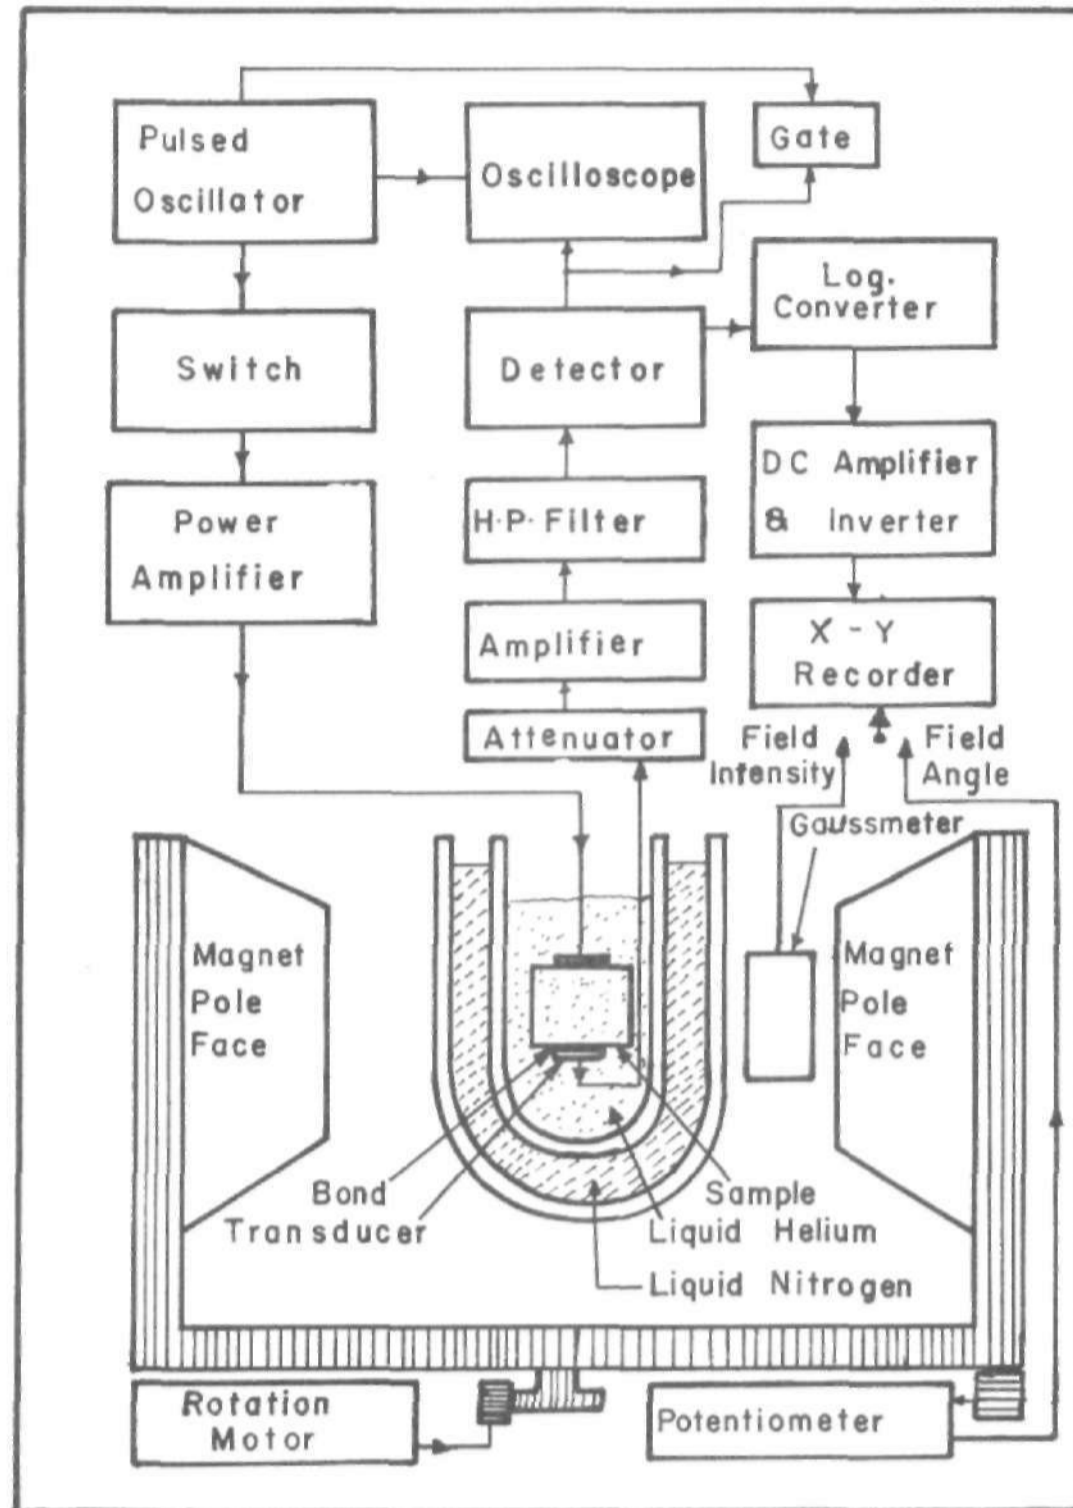 Pulsed
Oscillator
Oscilloscope
Gate
Log.
Converter
Switch
Detector
DC Amplifier
& Inverter
Power
Amplifier
H.P. Filter
X - Y
Recorder
Amplifier
Attenuator
Field
Intensity
Field
Angle
Gaussmeter
Magnet
Pole
Face
Magnet
Pole
Face
Bond
Transducer
Sample
Liquid Helium
Liquid Nitrogen
Rotation
Motor
Potentiometer